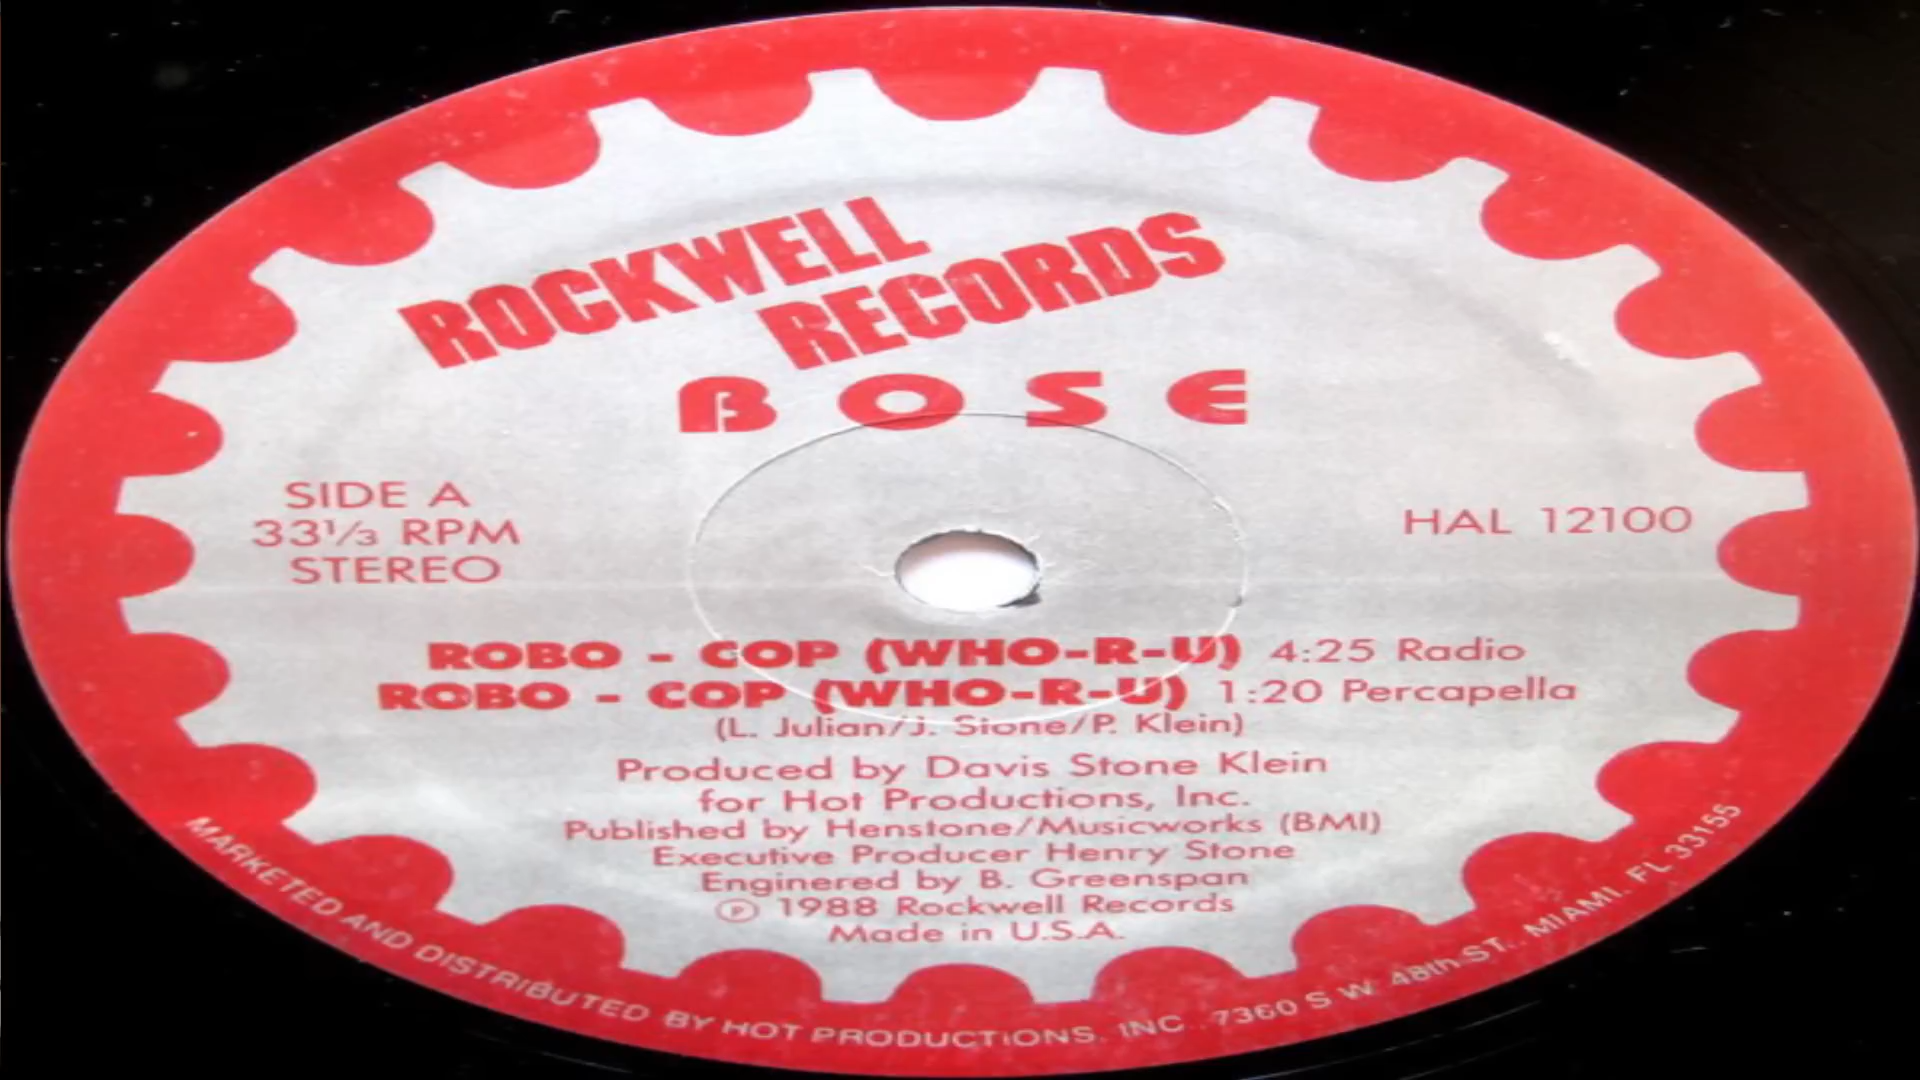 ROCKWELL
RECORDS
BOSE
SIDE A
33⅓ RPM
STEREO
HAL 12100
ROBO - COP (WHO-R-U) 4:25 Radio
ROBO - COP (WHO-R-U) 1:20 Percapella
(L. Julian/J. Stone/P. Klein)
Produced by Davis Stone Klein
for Hot Productions, Inc.
Published by Henstone/Musicworks (BMI)
Executive Producer Henry Stone
Enginered by B. Greenspan
℗ 1988 Rockwell Records
Made in U.S.A.
MARKETED AND DISTRIBUTED BY HOT PRODUCTIONS, INC. 7360 S.W. 48th ST., MIAMI, FL 33155